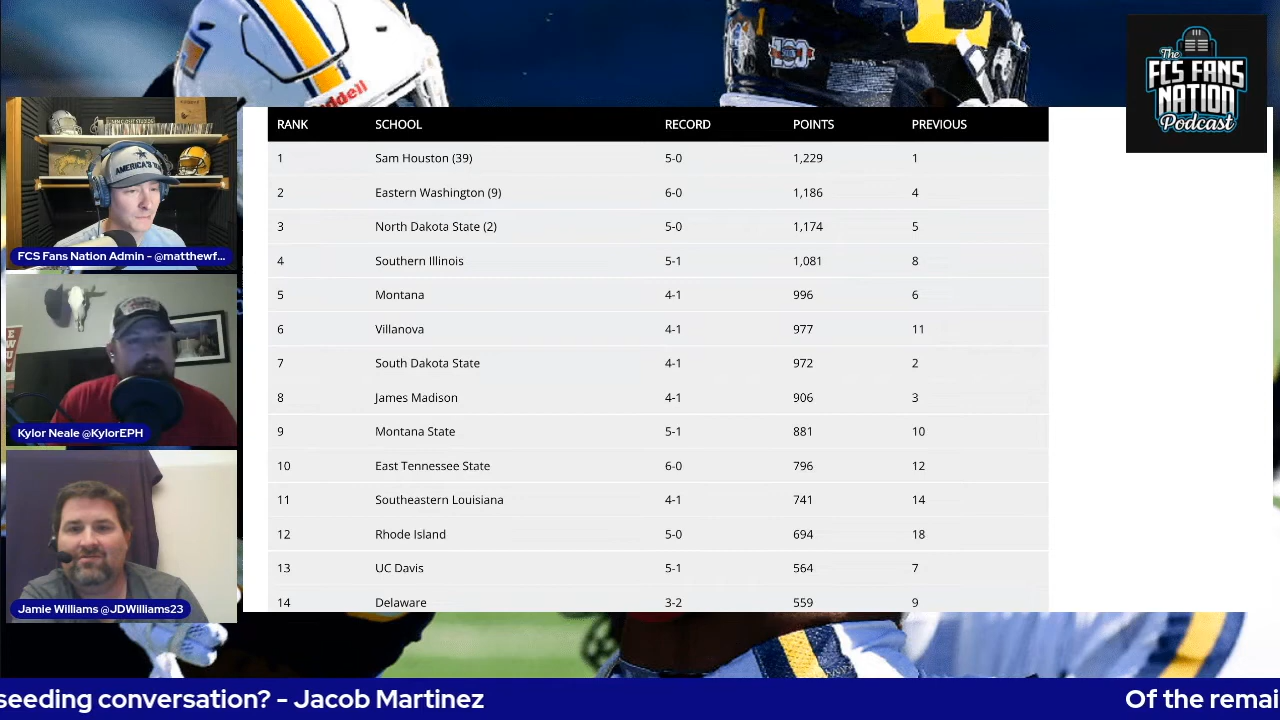 Riddell
100
The
FCS FANS
NATION
Podcast
AMERICA'S
FCS Fans Nation Admin - @matthewf...
Kylor Neale @KylorEPH
Jamie Williams @JDWilliams23
RANK SCHOOL RECORD POINTS PREVIOUS
1 Sam Houston (39) 5-0 1,229 1
2 Eastern Washington (9) 6-0 1,186 4
3 North Dakota State (2) 5-0 1,174 5
4 Southern Illinois 5-1 1,081 8
5 Montana 4-1 996 6
6 Villanova 4-1 977 11
7 South Dakota State 4-1 972 2
8 James Madison 4-1 906 3
9 Montana State 5-1 881 10
10 East Tennessee State 6-0 796 12
11 Southeastern Louisiana 4-1 741 14
12 Rhode Island 5-0 694 18
13 UC Davis 5-1 564 7
14 Delaware 3-2 559 9
seeding conversation? - Jacob Martinez
Of the remai